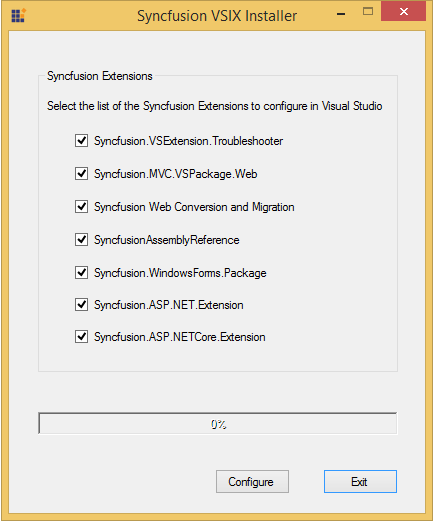 Syncfusion VSIX Installer
Syncfusion Extensions
Select the list of the Syncfusion Extensions to configure in Visual Studio
Syncfusion.VSExtension.Troubleshooter
Syncfusion.MVC.VSPackage.Web
Syncfusion Web Conversion and Migration
SyncfusionAssemblyReference
Syncfusion.WindowsForms.Package
Syncfusion.ASP.NET.Extension
Syncfusion.ASP.NETCore.Extension
0%
Configure
Exit